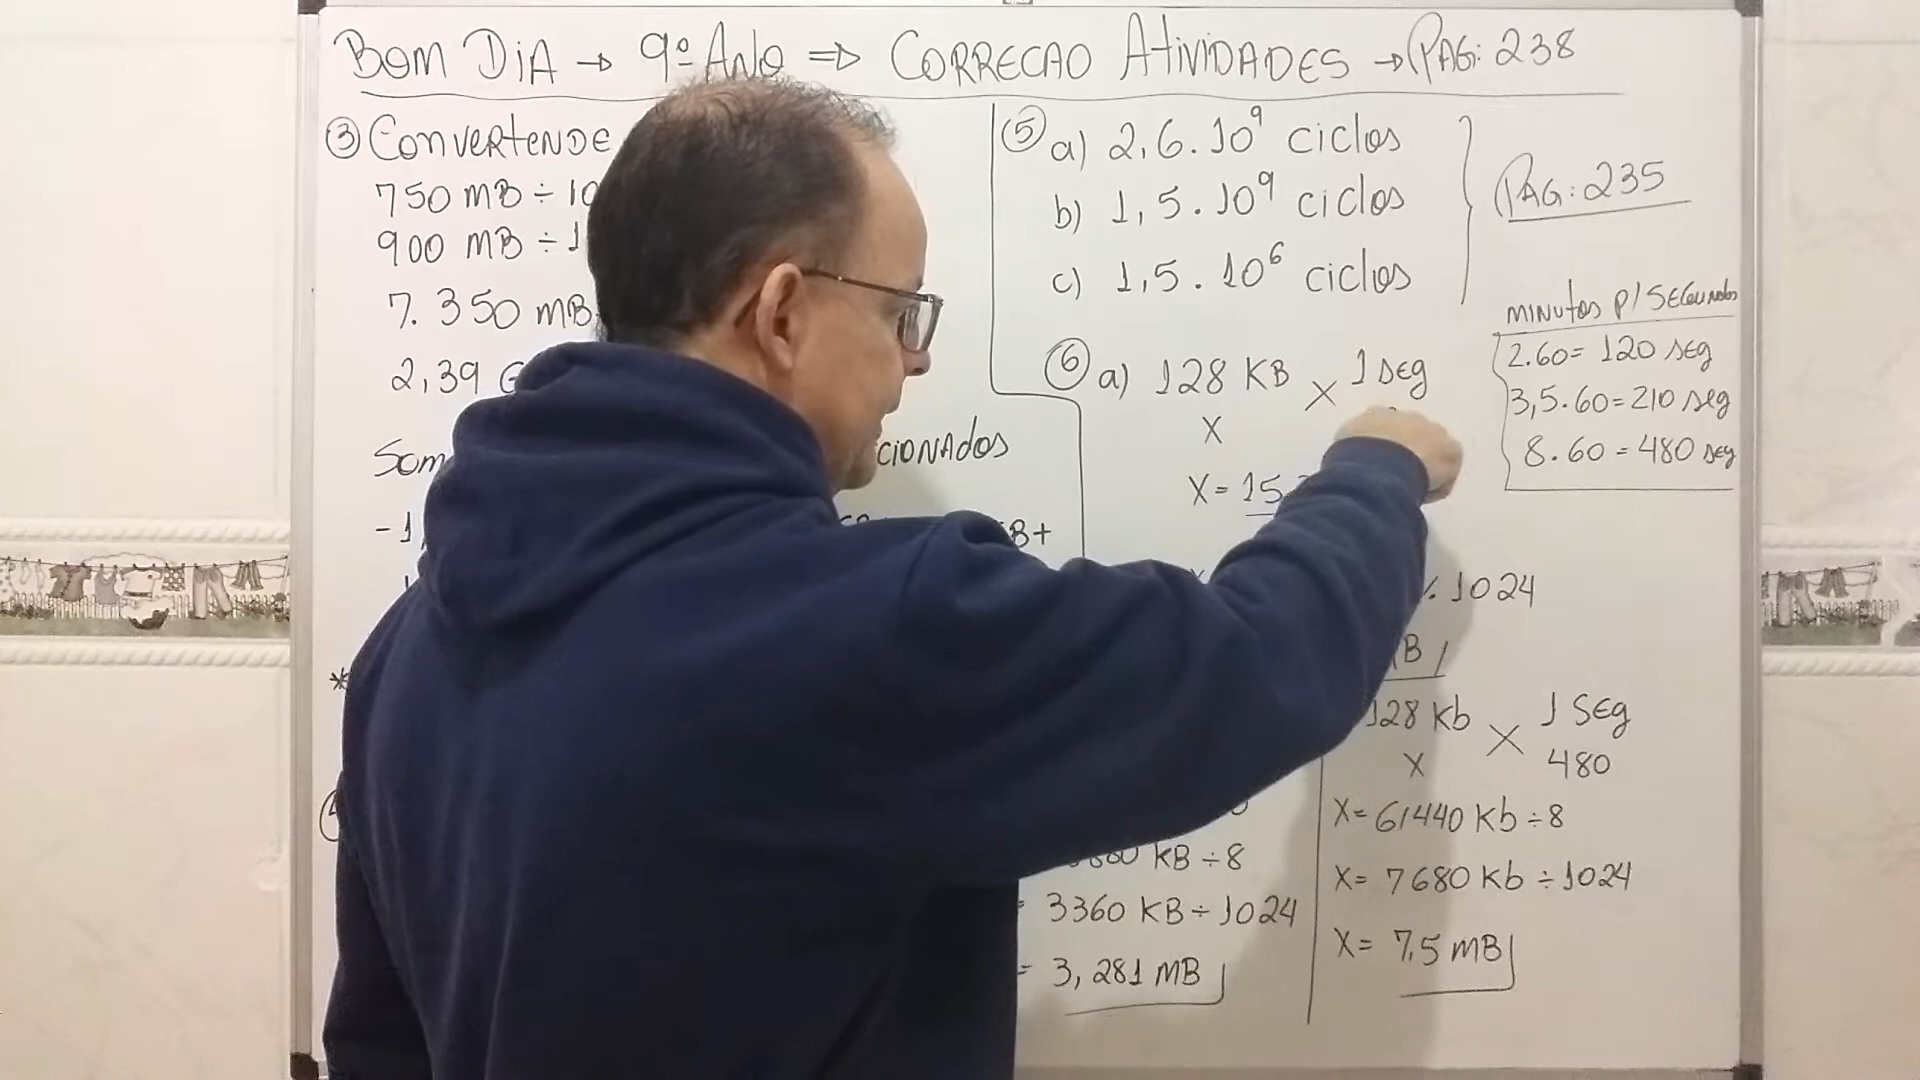 BOM DIA → 9º ANO ⇒ CORRECAO ATIVIDADES → PAG: 238
③ CONVERTENDE
750 MB ÷ 10
900 MB ÷ 1
7.350 MB
2,39
SOM
CIONADOS
-1,
B+
*
⑤ a) 2,6.10⁹ ciclos
b) 1,5.10⁹ ciclos
c) 1,5.10⁶ ciclos
PAG: 235
MINUTOS P/ SEGUNDOS
2.60= 120 SEG
3,5.60=210 SEG
8.60=480 SEG
⑥ a) 128 KB × 1 SEG
X
X= 15
1024
B
KB÷8
3360 KB÷1024
= 3,281 MB
128 Kb × 1 SEG
X 480
X= 61440 Kb÷8
X= 7680 Kb÷1024
X= 7,5 MB